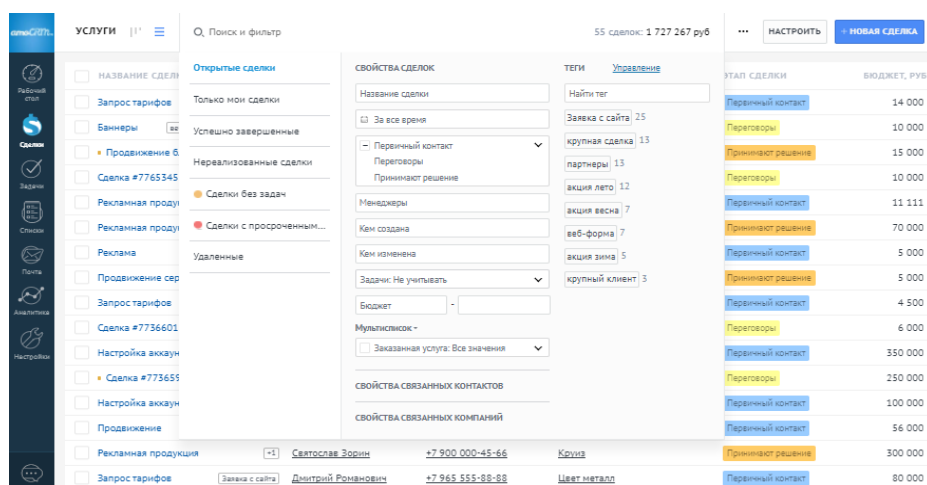 amoCRM.
УСЛУГИ
Поиск и фильтр
55 сделок: 1 727 267 руб
НАСТРОИТЬ
+ НОВАЯ СДЕЛКА
Рабочий
стол
Сделки
Задачи
Списки
Почта
Аналитика
Настройки
НАЗВАНИЕ СДЕЛК
ЭТАП СДЕЛКИ
БЮДЖЕТ, РУБ
Открытые сделки
Только мои сделки
Успешно завершенные
Нереализованные сделки
Сделки без задач
Сделки с просроченным...
Удаленные
СВОЙСТВА СДЕЛОК
Название сделки
За все время
Первичный контакт
Переговоры
Принимают решение
Менеджеры
Кем создана
Кем изменена
Задачи: Не учитывать
Бюджет -
Мультисписок
Заказанная услуга: Все значения
СВОЙСТВА СВЯЗАННЫХ КОНТАКТОВ
СВОЙСТВА СВЯЗАННЫХ КОМПАНИЙ
ТЕГИ Управление
Найти тег
Заявка с сайта 25
крупная сделка 13
партнеры 13
акция лето 12
акция весна 7
веб-форма 7
акция зима 5
крупный клиент 3
Запрос тарифов Первичный контакт 14 000
Баннеры Переговоры 10 000
Продвижение б Принимают решение 15 000
Сделка #7765345 Переговоры 10 000
Рекламная проду Первичный контакт 11 111
Рекламная проду Принимают решение 70 000
Реклама Первичный контакт 5 000
Продвижение сер Принимают решение 5 000
Запрос тарифов Первичный контакт 4 500
Сделка #7736601 Переговоры 6 000
Настройка аккаун Первичный контакт 350 000
Сделка #773659 Переговоры 250 000
Настройка аккаун Первичный контакт 100 000
Продвижение Первичный контакт 56 000
Рекламная продукция +1 Святослав Зорин +7 900 000-45-66 Круиз Принимают решение 300 000
Запрос тарифов Заявка с сайта Дмитрий Романович +7 965 555-88-88 Цвет металл Первичный контакт 80 000